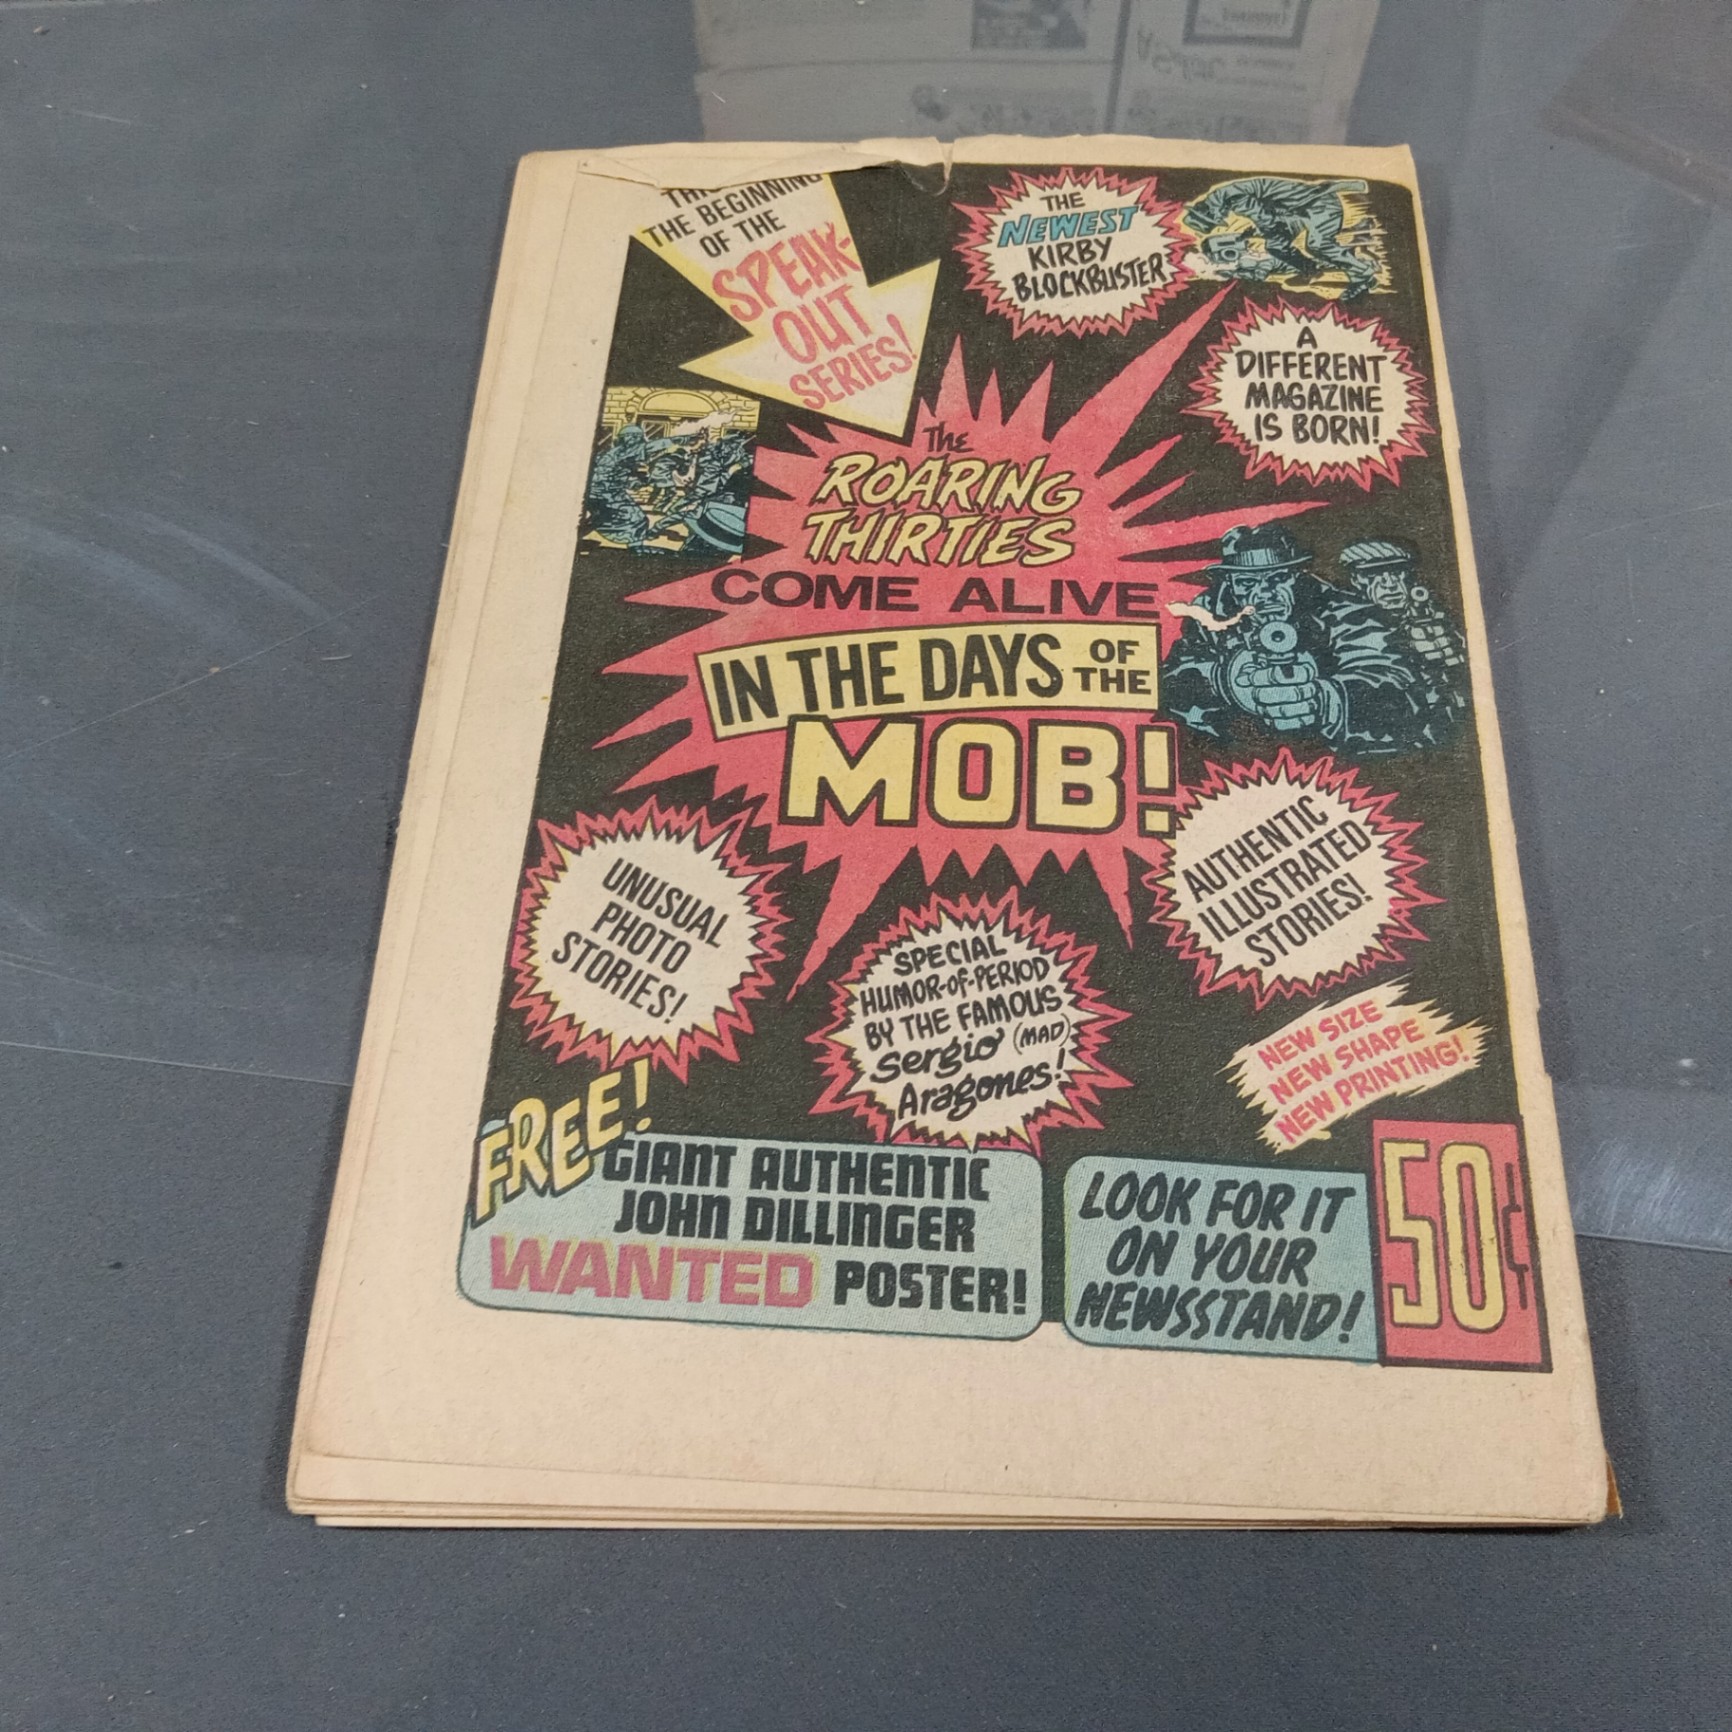 THE BEGINNING
OF THE
SPEAK-
OUT
SERIES!
THE
NEWEST
KIRBY
BLOCKBUSTER
A
DIFFERENT
MAGAZINE
IS BORN!
The
ROARING
THIRTIES
COME ALIVE
IN THE DAYS OF THE
MOB!
UNUSUAL
PHOTO
STORIES!
SPECIAL
HUMOR-OF-PERIOD
BY THE FAMOUS
Sergio (MAD)
Aragones!
AUTHENTIC
ILLUSTRATED
STORIES!
NEW SIZE
NEW SHAPE
NEW PRINTING!
FREE!
GIANT AUTHENTIC
JOHN DILLINGER
WANTED POSTER!
LOOK FOR IT
ON YOUR
NEWSSTAND!
50¢